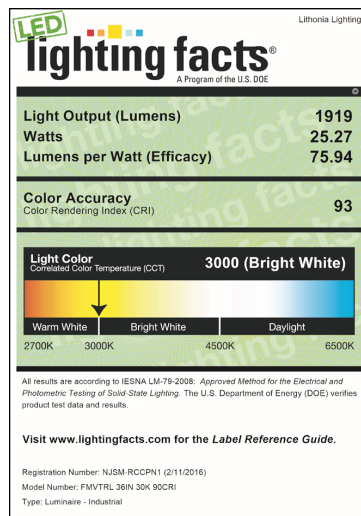 LED
Lithonia Lighting
lighting facts®
A Program of the U.S. DOE
Light Output (Lumens) 1919
Watts 25.27
Lumens per Watt (Efficacy) 75.94
Color Accuracy
Color Rendering Index (CRI) 93
Light Color
Correlated Color Temperature (CCT) 3000 (Bright White)
Warm White Bright White Daylight
2700K 3000K 4500K 6500K
All results are according to IESNA LM-79-2008: Approved Method for the Electrical and
Photometric Testing of Solid-State Lighting. The U.S. Department of Energy (DOE) verifies
product test data and results.
Visit www.lightingfacts.com for the Label Reference Guide.
Registration Number: NJSM-RCCPN1 (2/11/2016)
Model Number: FMVTRL 36IN 30K 90CRI
Type: Luminaire - Industrial